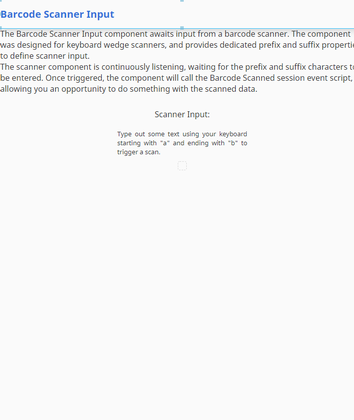 Barcode Scanner Input
The Barcode Scanner Input component awaits input from a barcode scanner. The component
was designed for keyboard wedge scanners, and provides dedicated prefix and suffix properti
to define scanner input.
The scanner component is continuously listening, waiting for the prefix and suffix characters t
be entered. Once triggered, the component will call the Barcode Scanned session event script,
allowing you an opportunity to do something with the scanned data.
Scanner Input:
Type out some text using your keyboard
starting with "a" and ending with "b" to
trigger a scan.